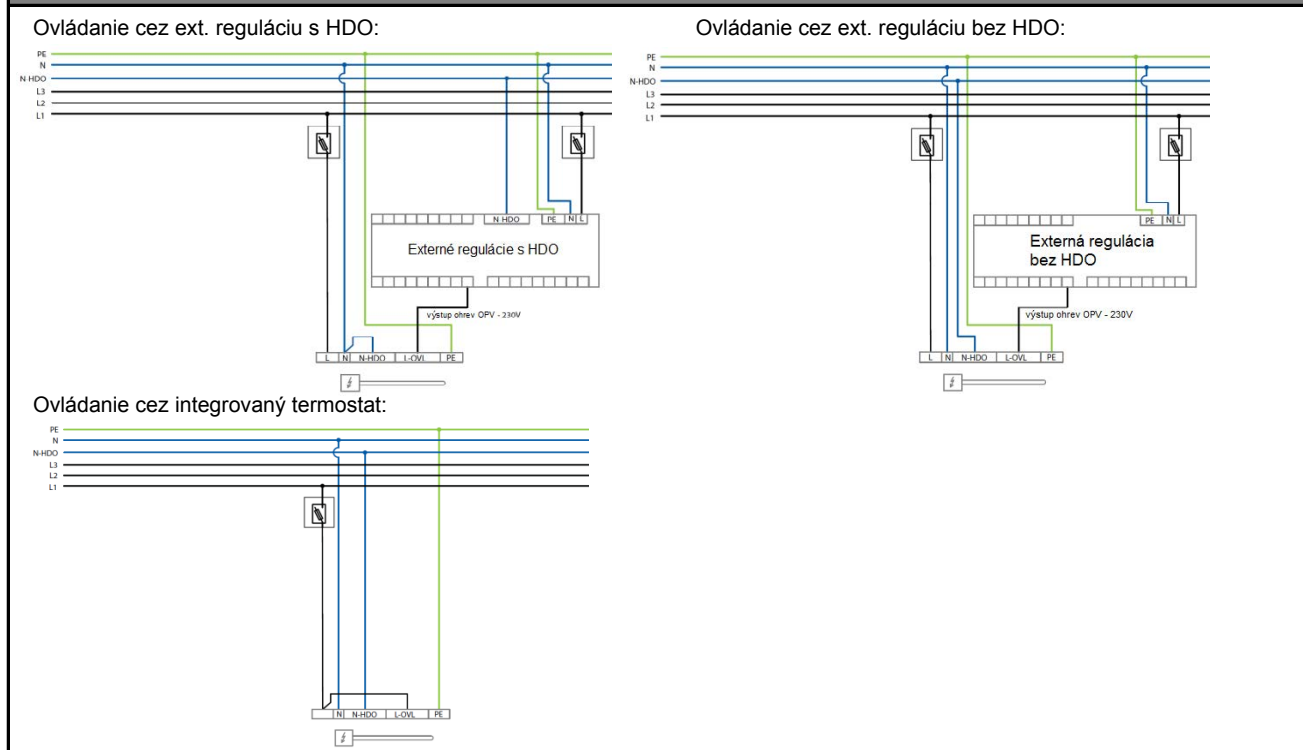 Ovládanie cez ext. reguláciu s HDO:
PE
N
N-HDO
L3
L2
L1
N HDO PE N L
Externé regulácie s HDO
výstup ohrev OPV - 230V
L N N-HDO L-OVL PE
Ovládanie cez ext. reguláciu bez HDO:
PE
N
N-HDO
L3
L2
L1
PE N L
Externá regulácia
bez HDO
výstup ohrev OPV - 230V
L N N-HDO L-OVL PE
Ovládanie cez integrovaný termostat:
PE
N
N-HDO
L3
L2
L1
N N-HDO L-OVL PE